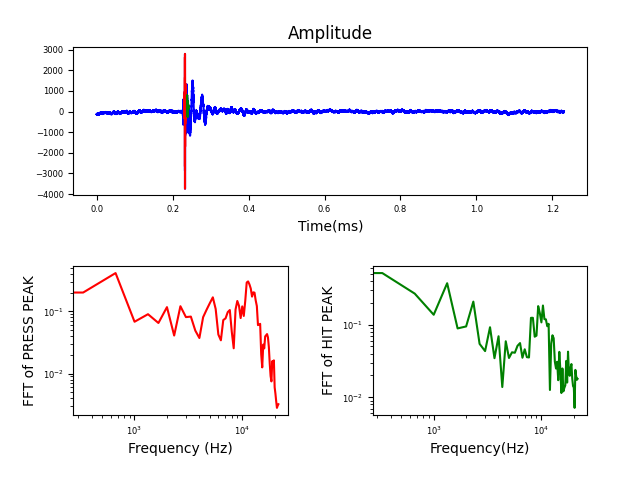 Amplitude
3000
2000
1000
0
−1000
−2000
−3000
−4000
0.0 0.2 0.4 0.6 0.8 1.0 1.2
Time(ms)
FFT of PRESS PEAK
10⁻¹
10⁻²
10³ 10⁴
Frequency (Hz)
FFT of HIT PEAK
10⁻¹
10⁻²
10³ 10⁴
Frequency(Hz)